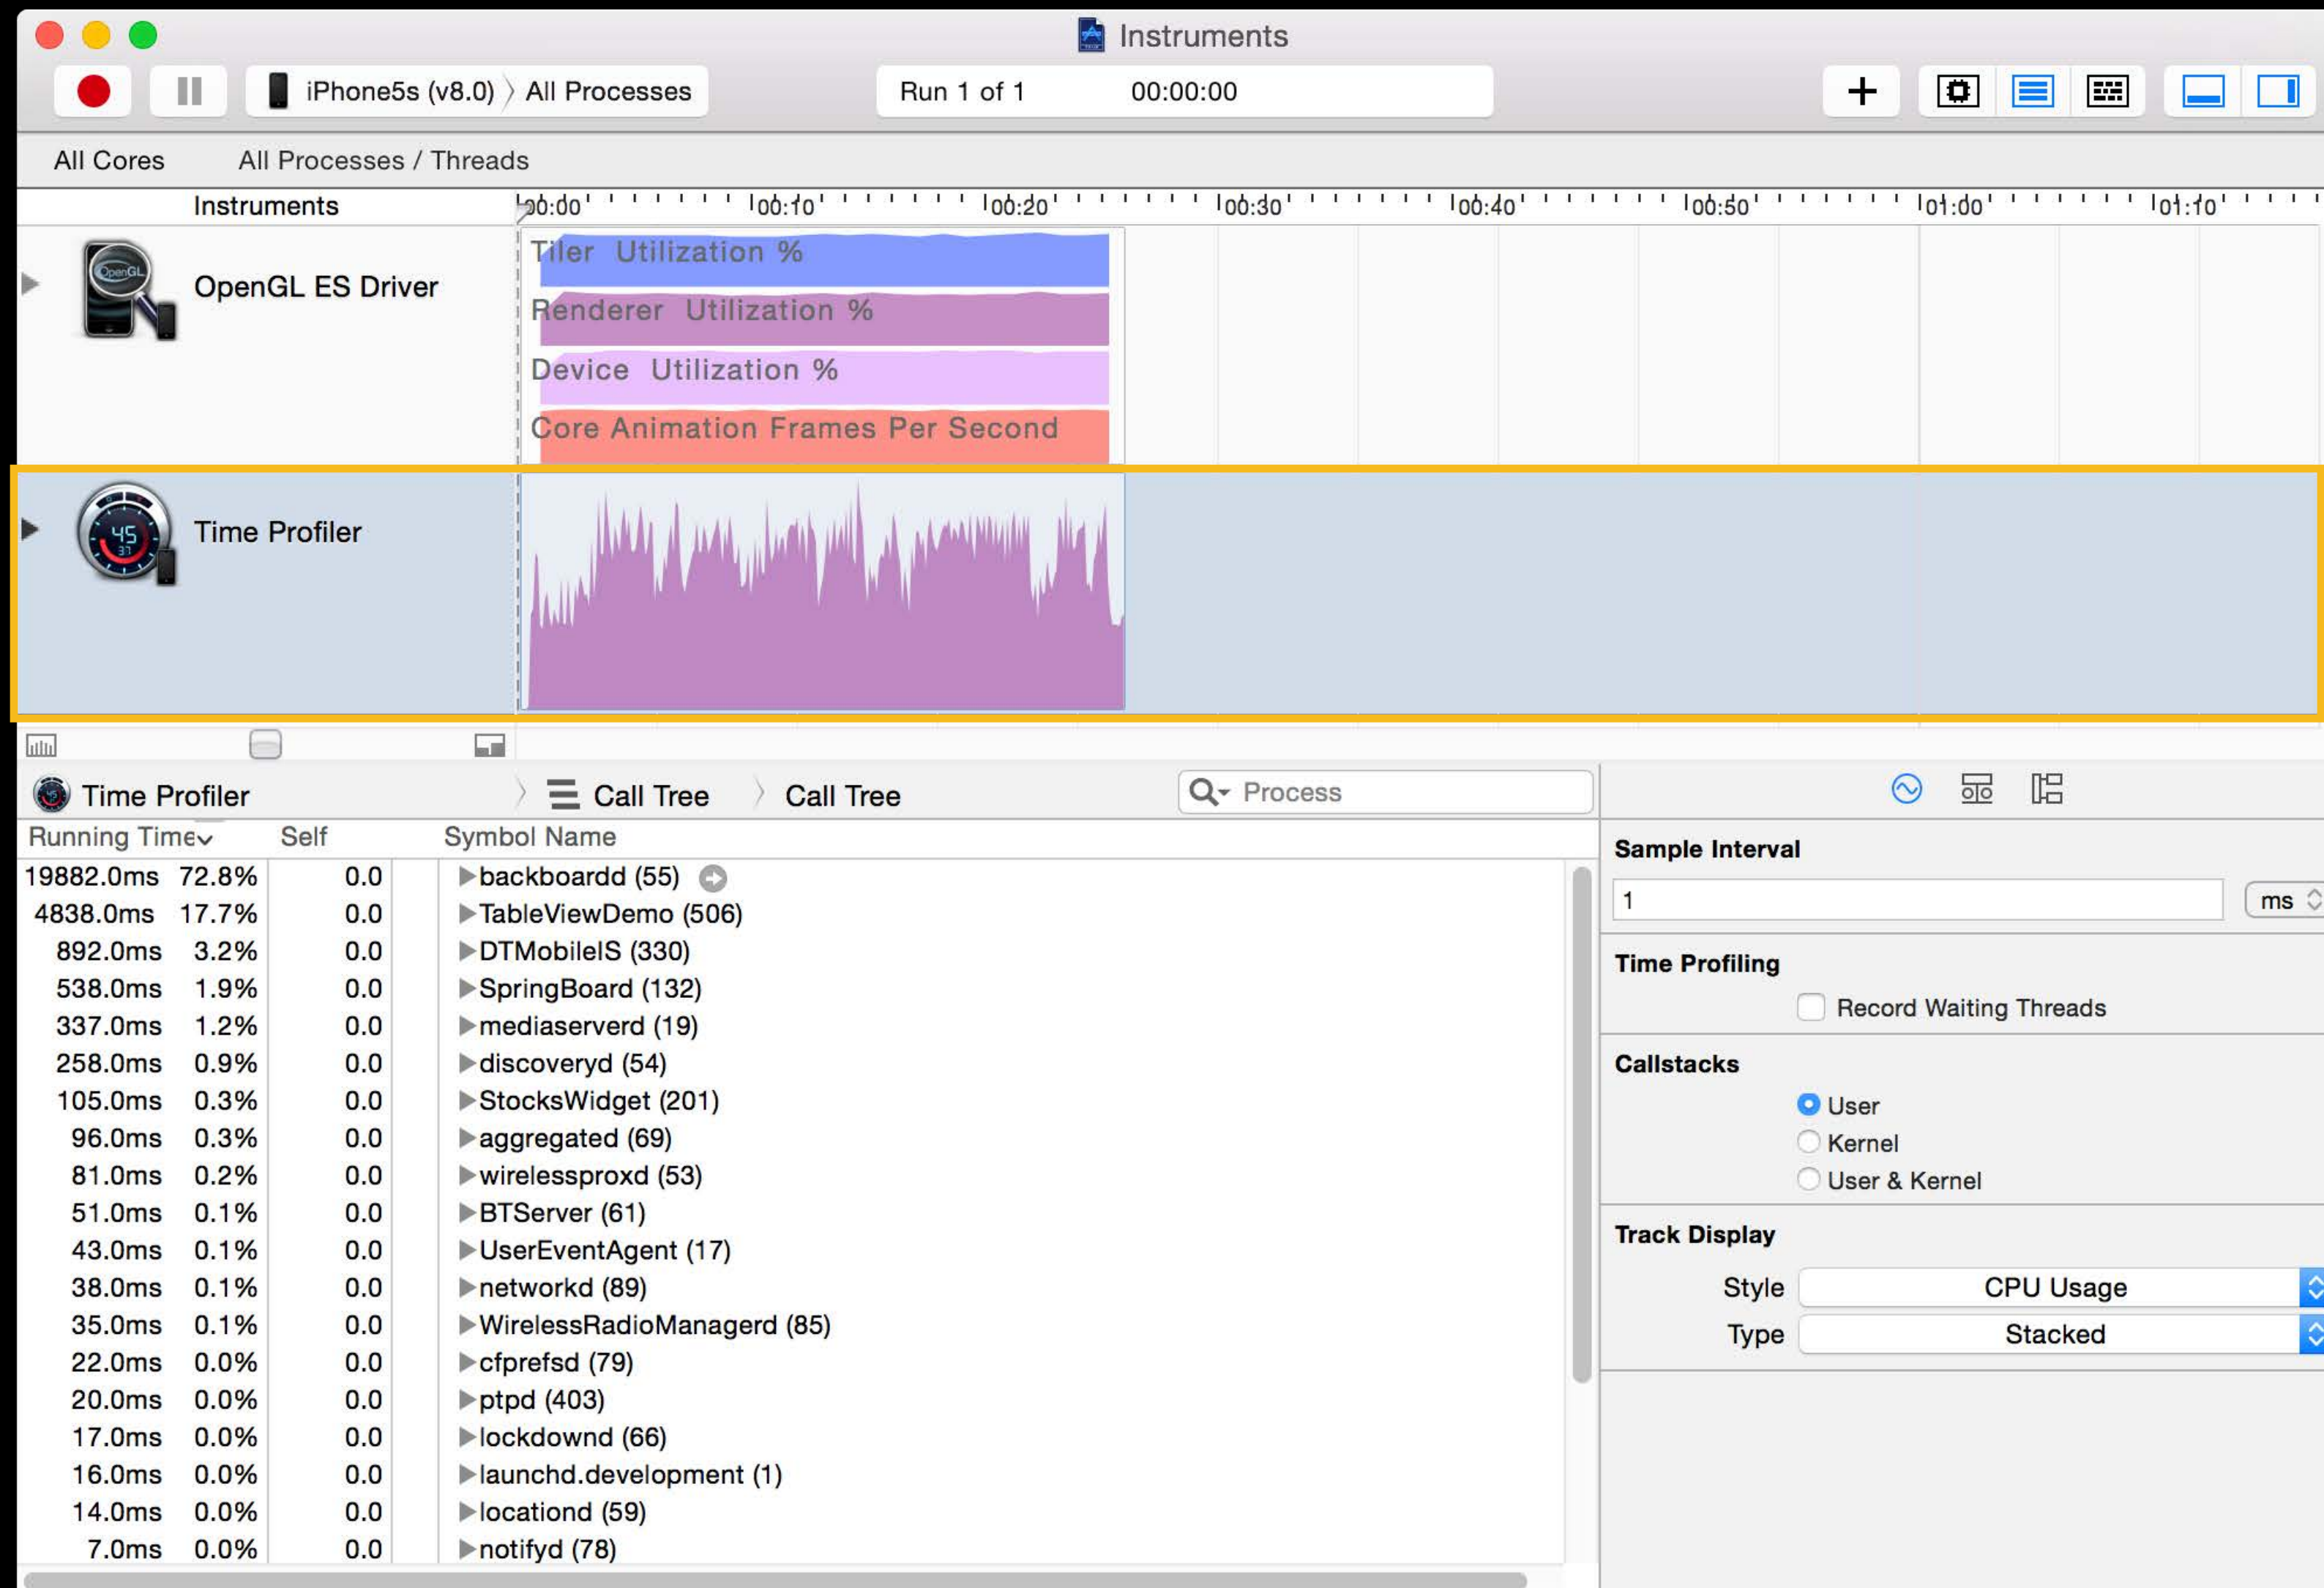 Instruments
iPhone5s (v8.0) 〉 All Processes
Run 1 of 1 00:00:00
All Cores All Processes / Threads
Instruments 00:00 00:10 00:20 00:30 00:40 00:50 01:00 01:10
OpenGL
OpenGL ES Driver
Tiler Utilization %
Renderer Utilization %
Device Utilization %
Core Animation Frames Per Second
45
37
Time Profiler
Time Profiler 〉 Call Tree 〉 Call Tree
Process
Running Time Self Symbol Name
19882.0ms 72.8% 0.0 backboardd (55)
4838.0ms 17.7% 0.0 TableViewDemo (506)
892.0ms 3.2% 0.0 DTMobileIS (330)
538.0ms 1.9% 0.0 SpringBoard (132)
337.0ms 1.2% 0.0 mediaserverd (19)
258.0ms 0.9% 0.0 discoveryd (54)
105.0ms 0.3% 0.0 StocksWidget (201)
96.0ms 0.3% 0.0 aggregated (69)
81.0ms 0.2% 0.0 wirelessproxd (53)
51.0ms 0.1% 0.0 BTServer (61)
43.0ms 0.1% 0.0 UserEventAgent (17)
38.0ms 0.1% 0.0 networkd (89)
35.0ms 0.1% 0.0 WirelessRadioManagerd (85)
22.0ms 0.0% 0.0 cfprefsd (79)
20.0ms 0.0% 0.0 ptpd (403)
17.0ms 0.0% 0.0 lockdownd (66)
16.0ms 0.0% 0.0 launchd.development (1)
14.0ms 0.0% 0.0 locationd (59)
7.0ms 0.0% 0.0 notifyd (78)
Sample Interval
1 ms
Time Profiling
Record Waiting Threads
Callstacks
User
Kernel
User & Kernel
Track Display
Style CPU Usage
Type Stacked